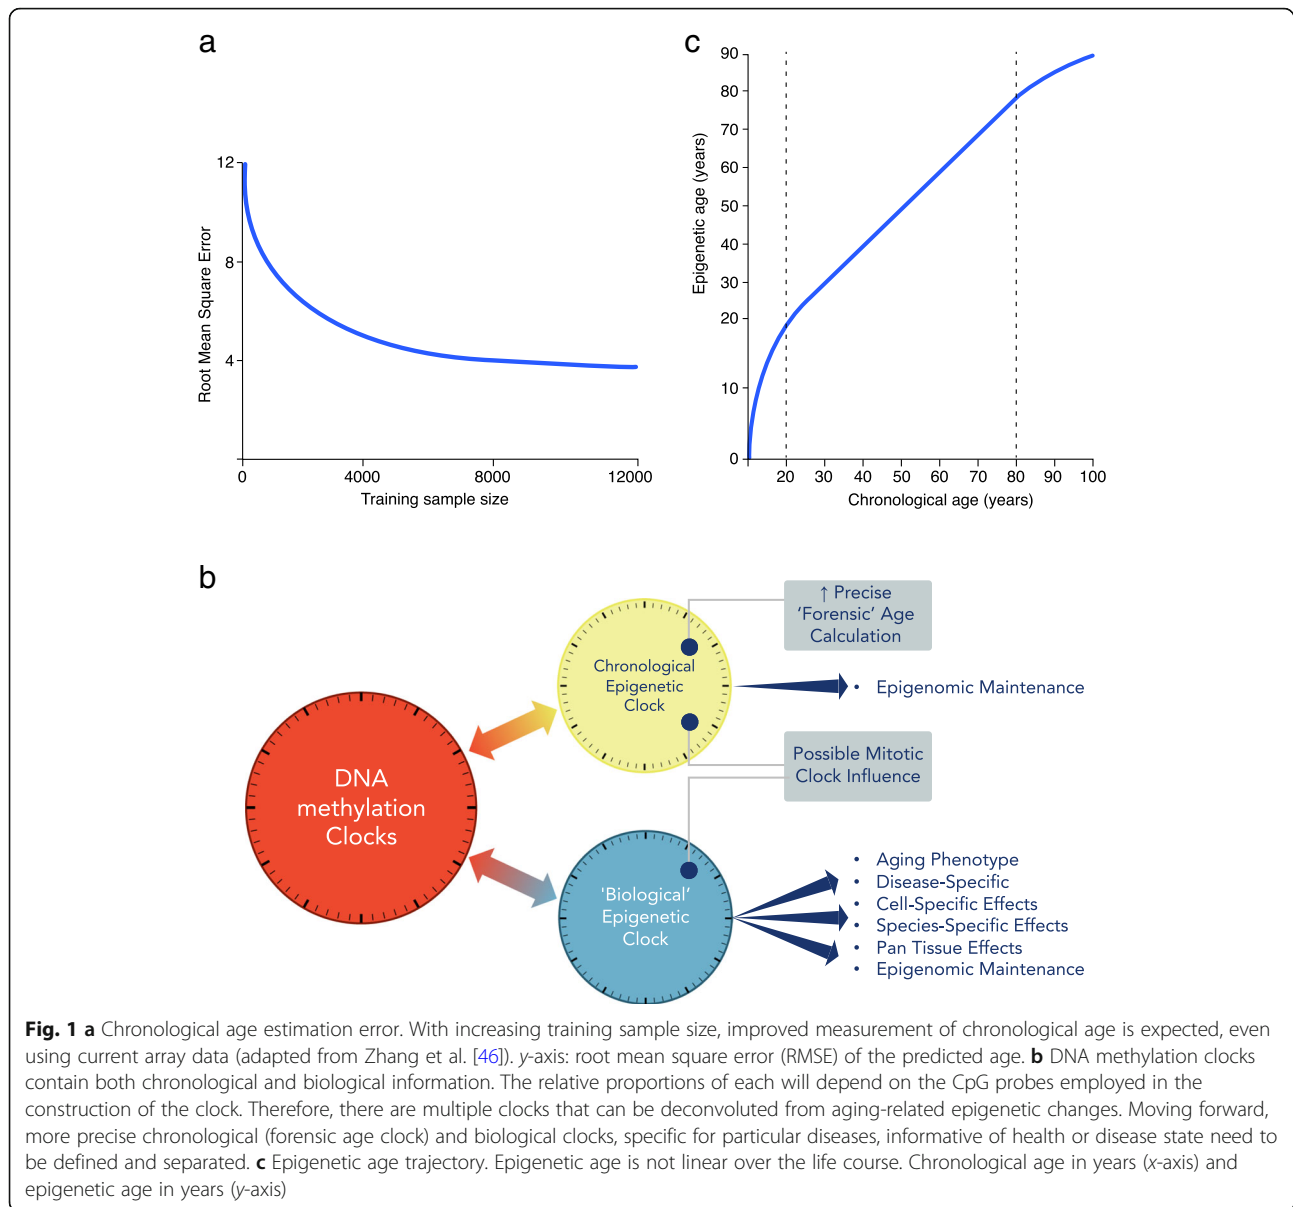 a
12
8
4
0
4000
8000
12000
Root Mean Square Error
Training sample size
c
90
80
70
60
50
40
30
20
10
0
20
30
40
50
60
70
80
90
100
Epigenetic age (years)
Chronological age (years)
b
DNA
methylation
Clocks
Chronological
Epigenetic
Clock
'Biological'
Epigenetic
Clock
↑ Precise
'Forensic' Age
Calculation
• Epigenomic Maintenance
Possible Mitotic
Clock Influence
• Aging Phenotype
• Disease-Specific
• Cell-Specific Effects
• Species-Specific Effects
• Pan Tissue Effects
• Epigenomic Maintenance
Fig. 1 a Chronological age estimation error. With increasing training sample size, improved measurement of chronological age is expected, even
using current array data (adapted from Zhang et al. [46]). y-axis: root mean square error (RMSE) of the predicted age. b DNA methylation clocks
contain both chronological and biological information. The relative proportions of each will depend on the CpG probes employed in the
construction of the clock. Therefore, there are multiple clocks that can be deconvoluted from aging-related epigenetic changes. Moving forward,
more precise chronological (forensic age clock) and biological clocks, specific for particular diseases, informative of health or disease state need to
be defined and separated. c Epigenetic age trajectory. Epigenetic age is not linear over the life course. Chronological age in years (x-axis) and
epigenetic age in years (y-axis)